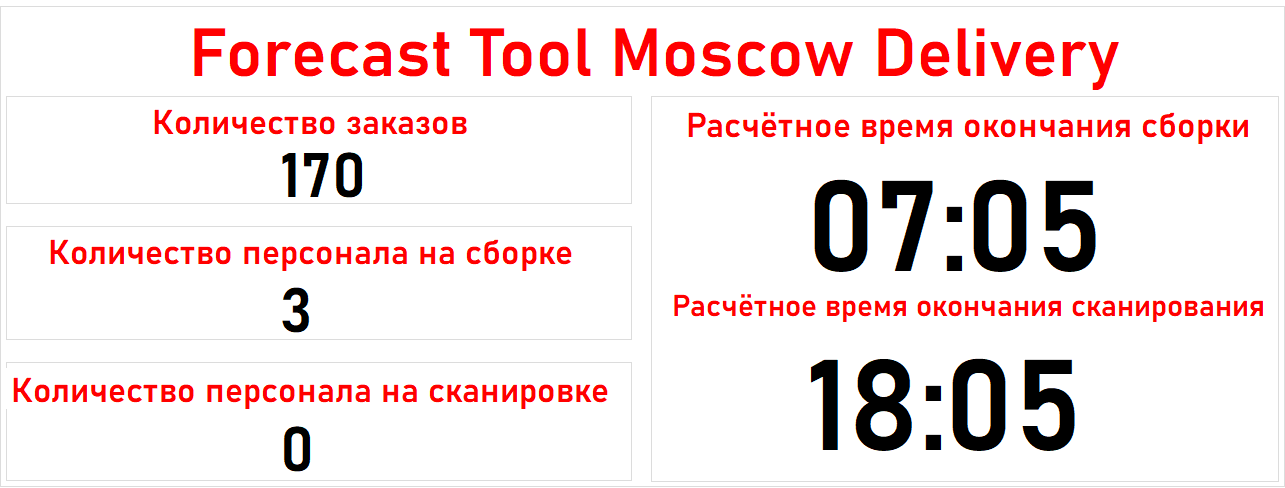 Forecast Tool Moscow Delivery
Количество заказов
170
Количество персонала на сборке
3
Количество персонала на сканировке
0
Расчётное время окончания сборки
07:05
Расчётное время окончания сканирования
18:05